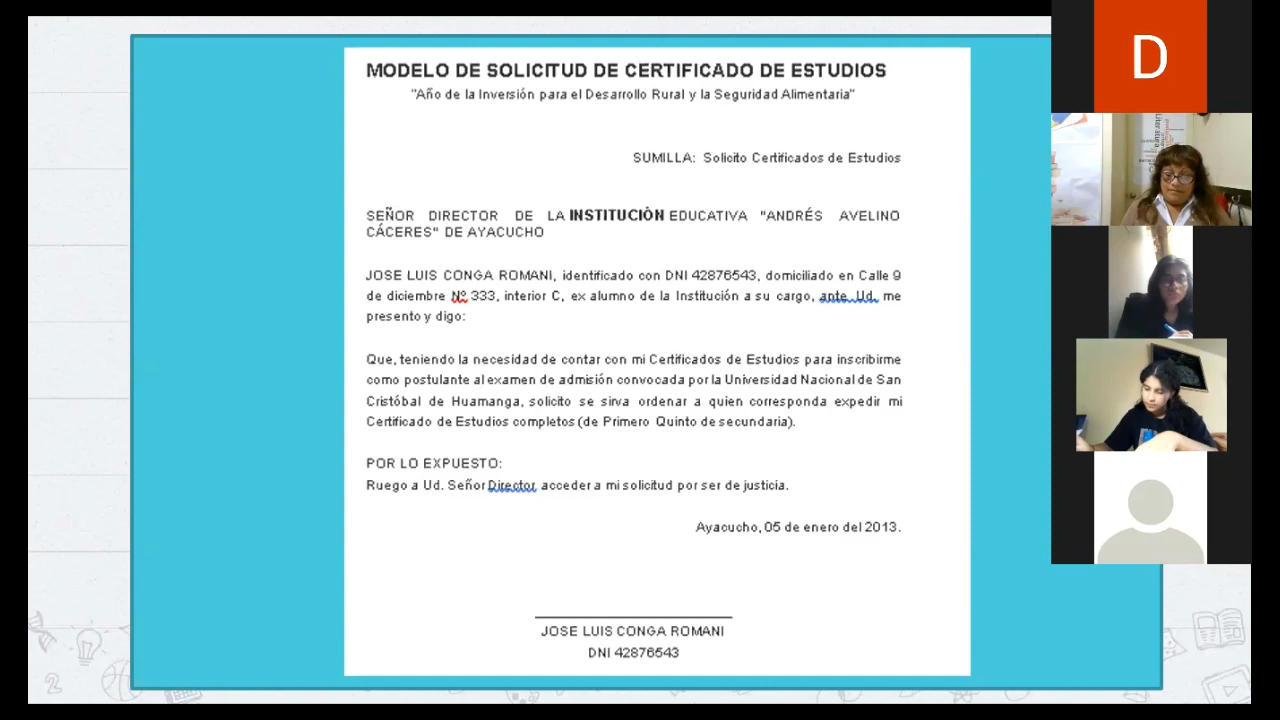 MODELO DE SOLICITUD DE CERTIFICADO DE ESTUDIOS
"Año de la Inversión para el Desarrollo Rural y la Seguridad Alimentaria"
SUMILLA: Solicito Certificados de Estudios
SEÑOR DIRECTOR DE LA INSTITUCIÓN EDUCATIVA "ANDRÉS AVELINO
CÁCERES" DE AYACUCHO
JOSE LUIS CONGA ROMANI, identificado con DNI 42876543, domiciliado en Calle 9
de diciembre Nº 333, interior C, ex alumno de la Institución a su cargo, ante Ud. me
presento y digo:
Que, teniendo la necesidad de contar con mi Certificados de Estudios para inscribirme
como postulante al examen de admisión convocada por la Universidad Nacional de San
Cristóbal de Huamanga, solicito se sirva ordenar a quien corresponda expedir mi
Certificado de Estudios completos (de Primero Quinto de secundaria).
POR LO EXPUESTO:
Ruego a Ud. Señor Director acceder a mi solicitud por ser de justicia.
Ayacucho, 05 de enero del 2013.
JOSE LUIS CONGA ROMANI
DNI 42876543
D
Literatura